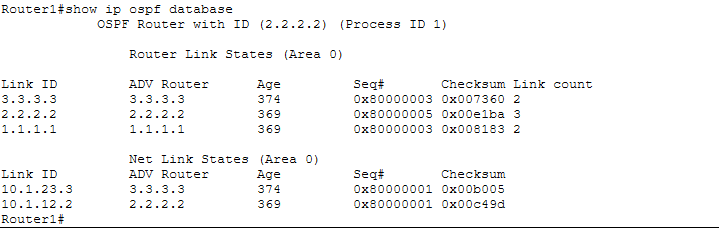 Router1#show ip ospf database
OSPF Router with ID (2.2.2.2) (Process ID 1)
Router Link States (Area 0)
Link ID ADV Router Age Seq# Checksum Link count
3.3.3.3 3.3.3.3 374 0x80000003 0x007360 2
2.2.2.2 2.2.2.2 369 0x80000005 0x00e1ba 3
1.1.1.1 1.1.1.1 369 0x80000003 0x008183 2
Net Link States (Area 0)
Link ID ADV Router Age Seq# Checksum
10.1.23.3 3.3.3.3 374 0x80000001 0x00b005
10.1.12.2 2.2.2.2 369 0x80000001 0x00c49d
Router1#